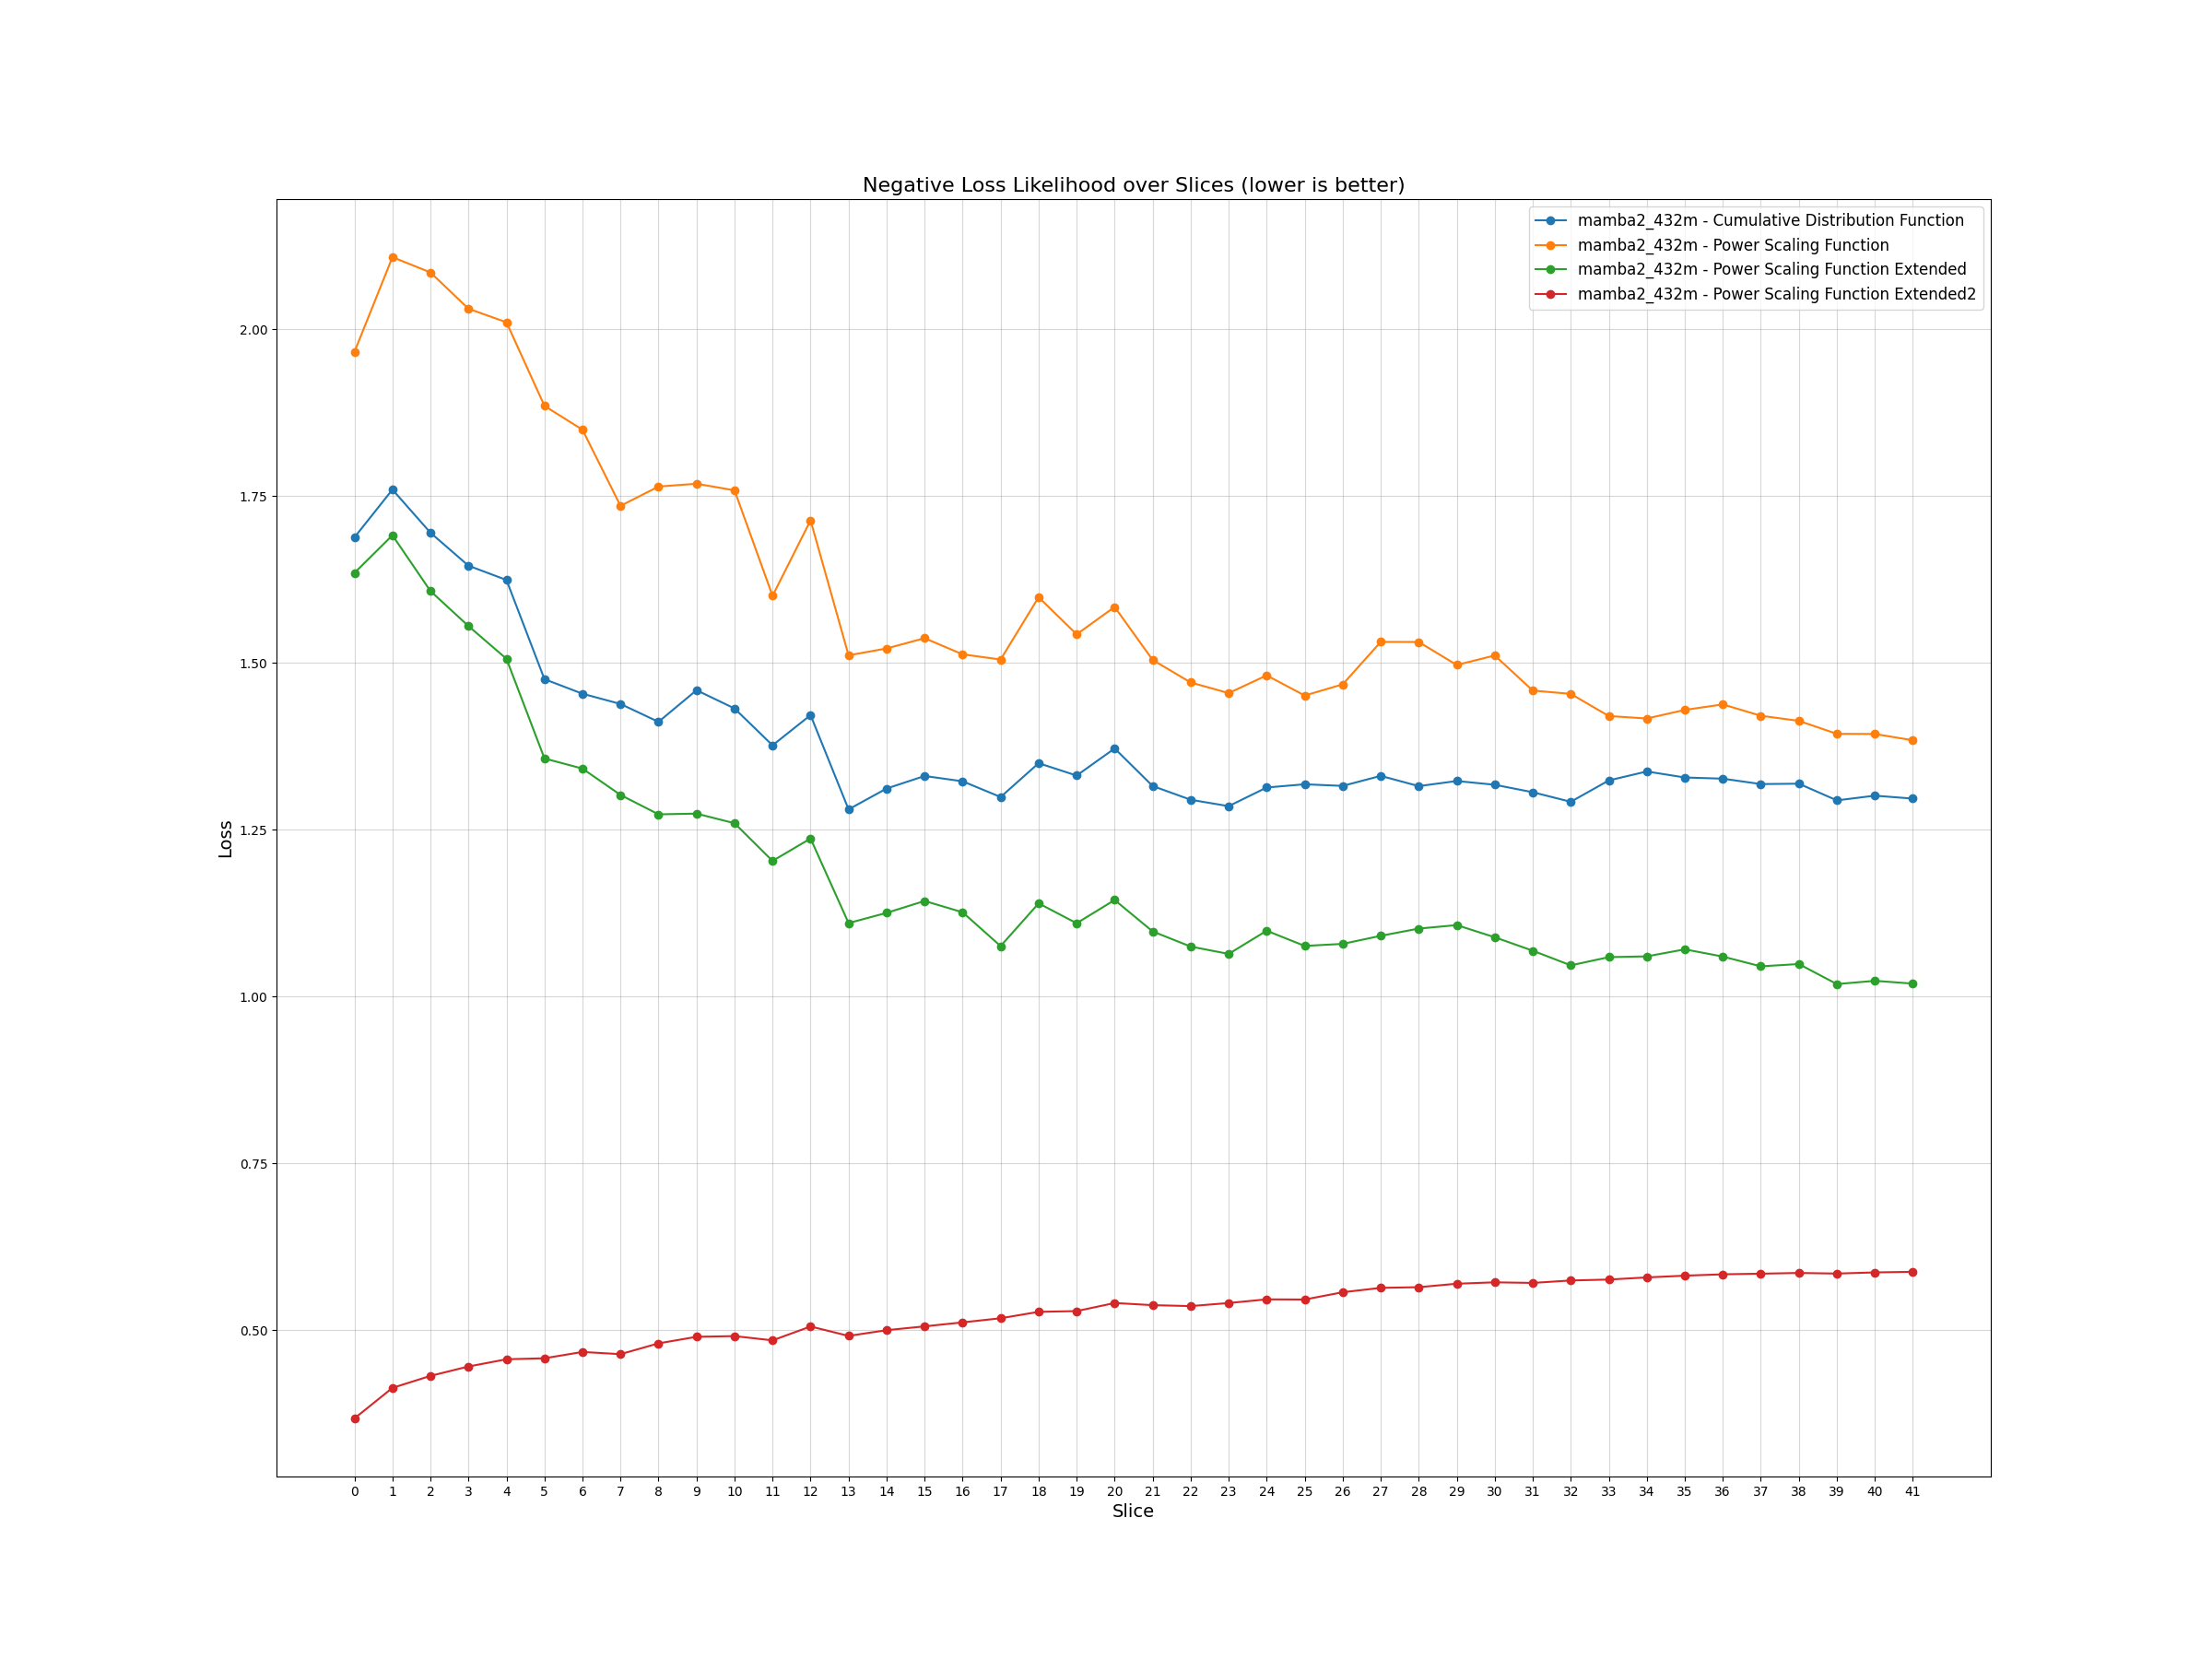 Negative Loss Likelihood over Slices (lower is better)
mamba2_432m - Cumulative Distribution Function
mamba2_432m - Power Scaling Function
mamba2_432m - Power Scaling Function Extended
mamba2_432m - Power Scaling Function Extended2
2.00
1.75
1.50
1.25
1.00
0.75
0.50
Loss
0 1 2 3 4 5 6 7 8 9 10 11 12 13 14 15 16 17 18 19 20 21 22 23 24 25 26 27 28 29 30 31 32 33 34 35 36 37 38 39 40 41
Slice